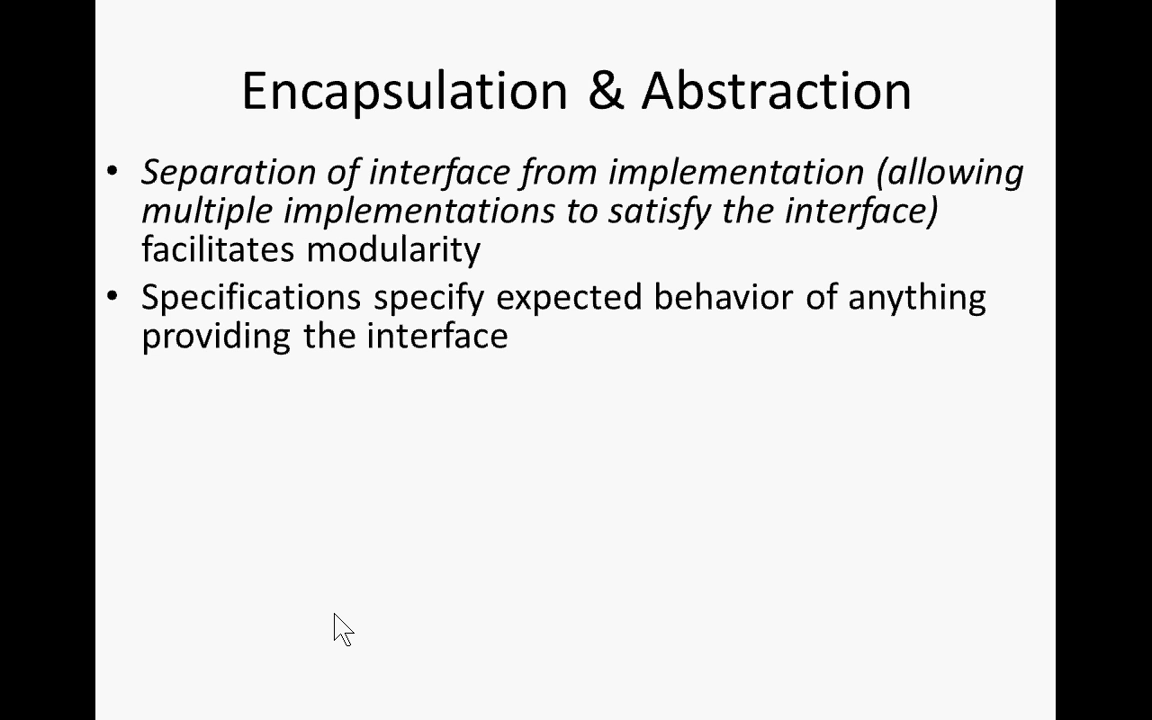 Encapsulation & Abstraction
• Separation of interface from implementation (allowing
multiple implementations to satisfy the interface)
facilitates modularity
• Specifications specify expected behavior of anything
providing the interface